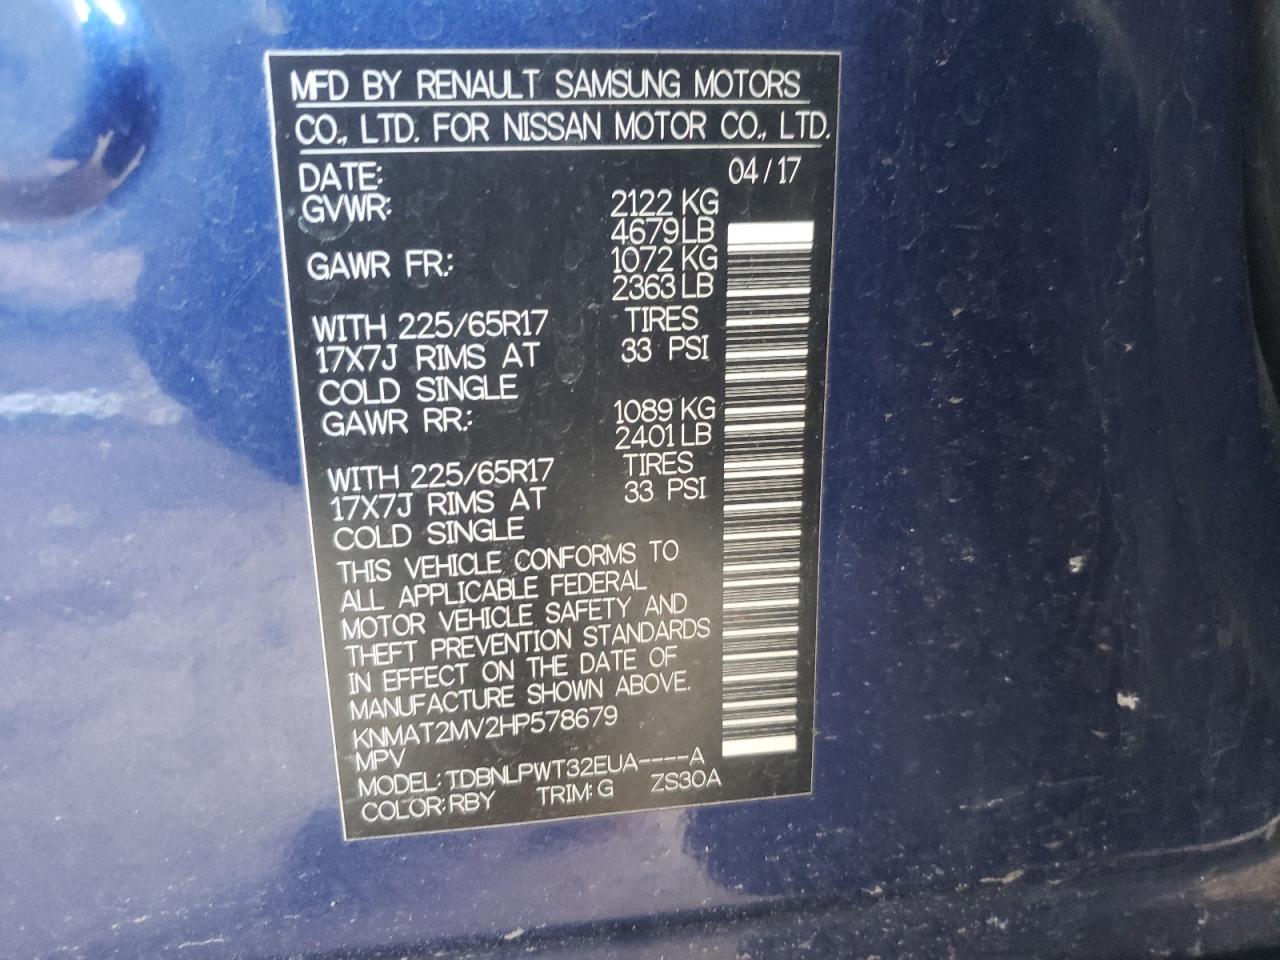 MFD BY RENAULT SAMSUNG MOTORS
CO., LTD. FOR NISSAN MOTOR CO., LTD.
DATE: 04/17
GVWR: 2122 KG
4679 LB
GAWR FR.: 1072 KG
2363 LB
WITH 225/65R17 TIRES
17X7J RIMS AT 33 PSI
COLD SINGLE
GAWR RR.: 1089 KG
2401 LB
WITH 225/65R17 TIRES
17X7J RIMS AT 33 PSI
COLD SINGLE
THIS VEHICLE CONFORMS TO
ALL APPLICABLE FEDERAL
MOTOR VEHICLE SAFETY AND
THEFT PREVENTION STANDARDS
IN EFFECT ON THE DATE OF
MANUFACTURE SHOWN ABOVE.
KNMAT2MV2HP578679
MPV
MODEL: TDBNLPWT32EUA----A
COLOR: RBY TRIM: G ZS30A